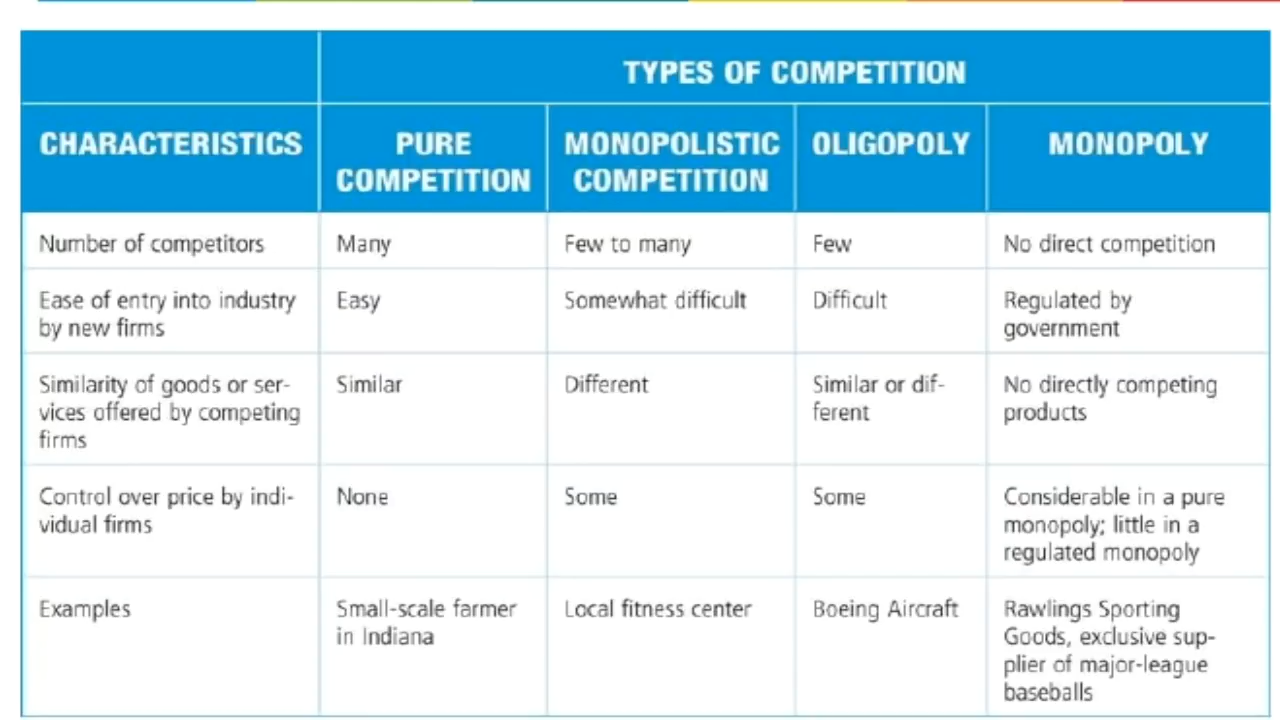 TYPES OF COMPETITION
CHARACTERISTICS
PURE
COMPETITION
MONOPOLISTIC
COMPETITION
OLIGOPOLY
MONOPOLY
Number of competitors
Many
Few to many
Few
No direct competition
Ease of entry into industry
by new firms
Easy
Somewhat difficult
Difficult
Regulated by
government
Similarity of goods or ser-
vices offered by competing
firms
Similar
Different
Similar or dif-
ferent
No directly competing
products
Control over price by indi-
vidual firms
None
Some
Some
Considerable in a pure
monopoly; little in a
regulated monopoly
Examples
Small-scale farmer
in Indiana
Local fitness center
Boeing Aircraft
Rawlings Sporting
Goods, exclusive sup-
plier of major-league
baseballs